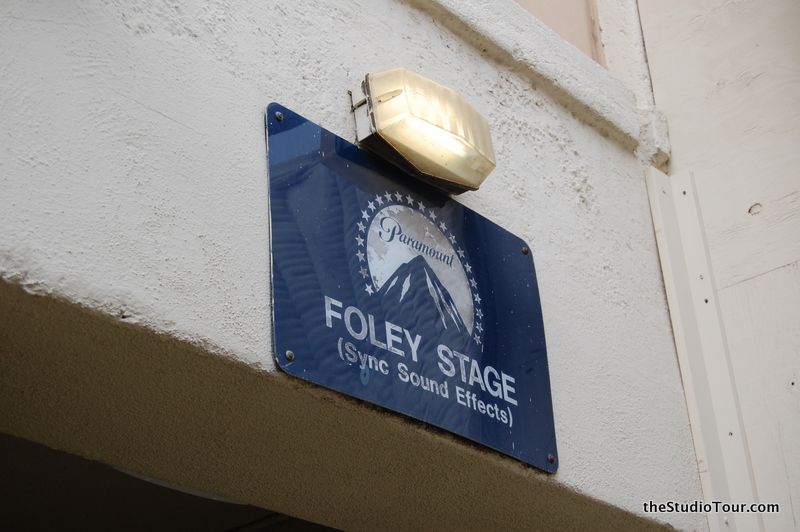 Paramount
FOLEY STAGE
(Sync Sound Effects)
theStudioTour.com